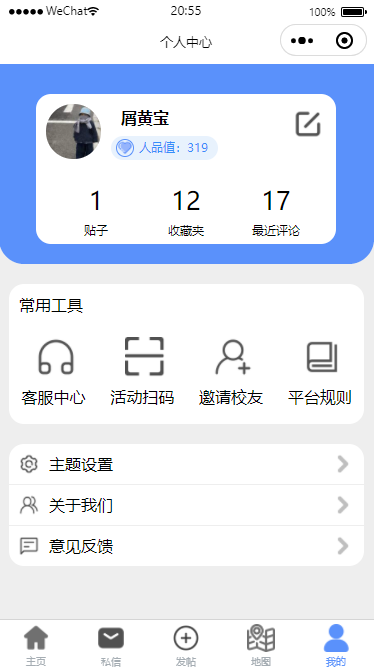 WeChat 20:55 100%
个人中心
屑黄宝
人品值：319
1 12 17
贴子 收藏夹 最近评论
常用工具
客服中心 活动扫码 邀请校友 平台规则
主题设置
关于我们
意见反馈
主页 私信 发帖 地图 我的